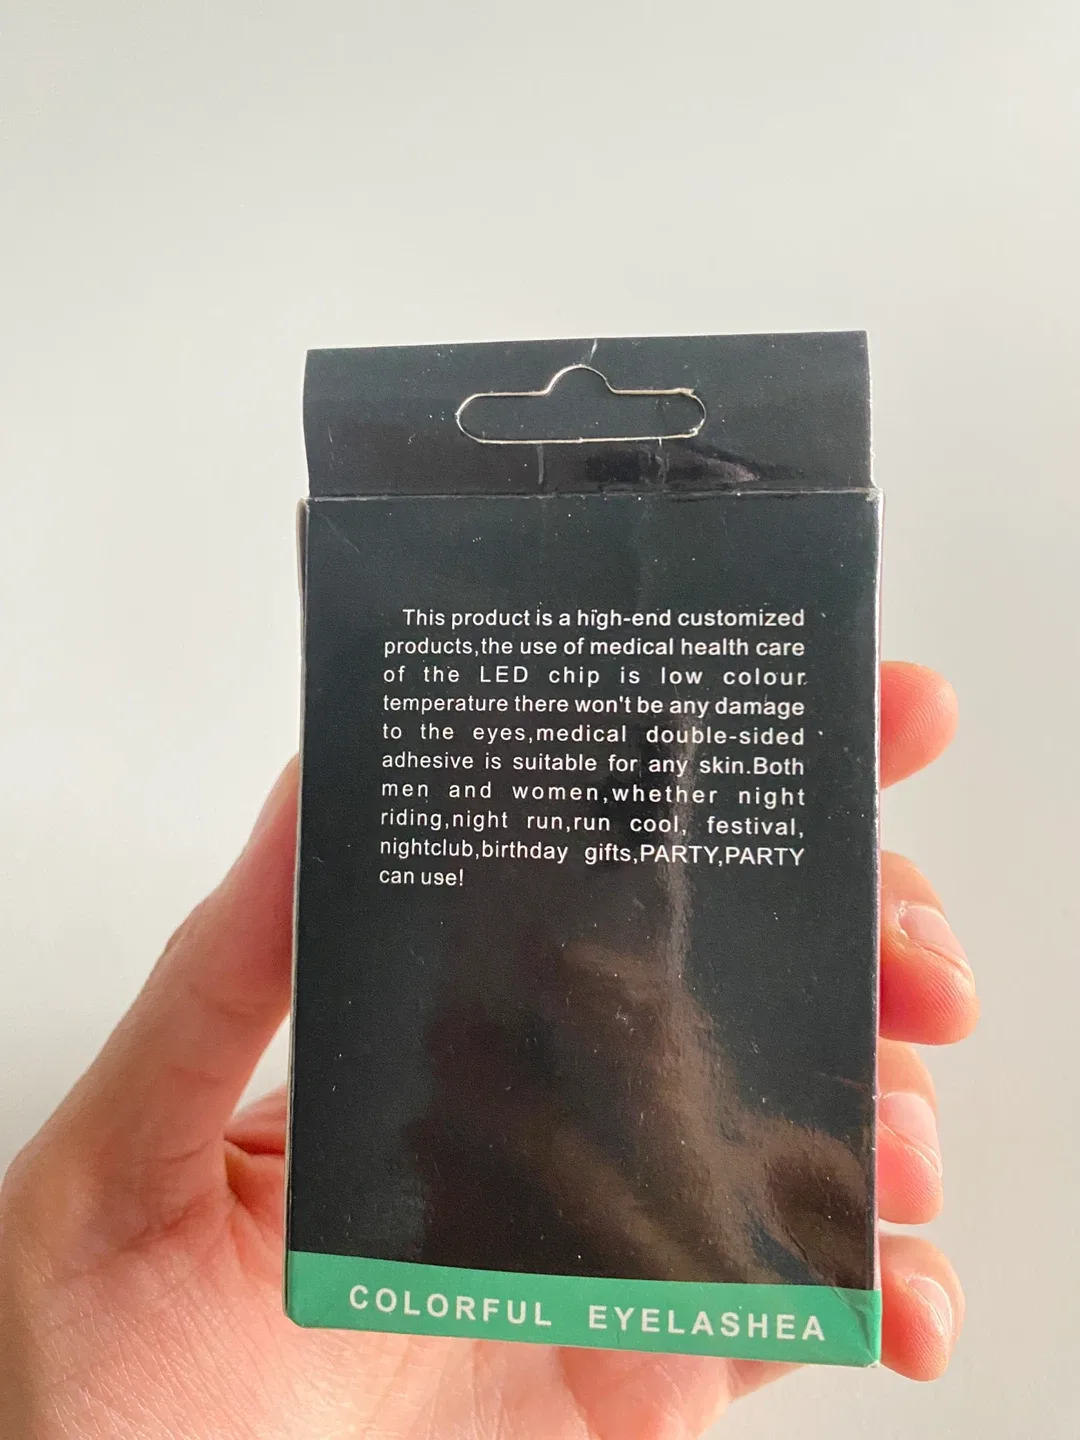 This product is a high-end customized
products,the use of medical health care
of the LED chip is low colour
temperature there won't be any damage
to the eyes,medical double-sided
adhesive is suitable for any skin.Both
men and women,whether night
riding,night run,run cool, festival,
nightclub,birthday gifts,PARTY,PARTY
can use!
COLORFUL EYELASHEA